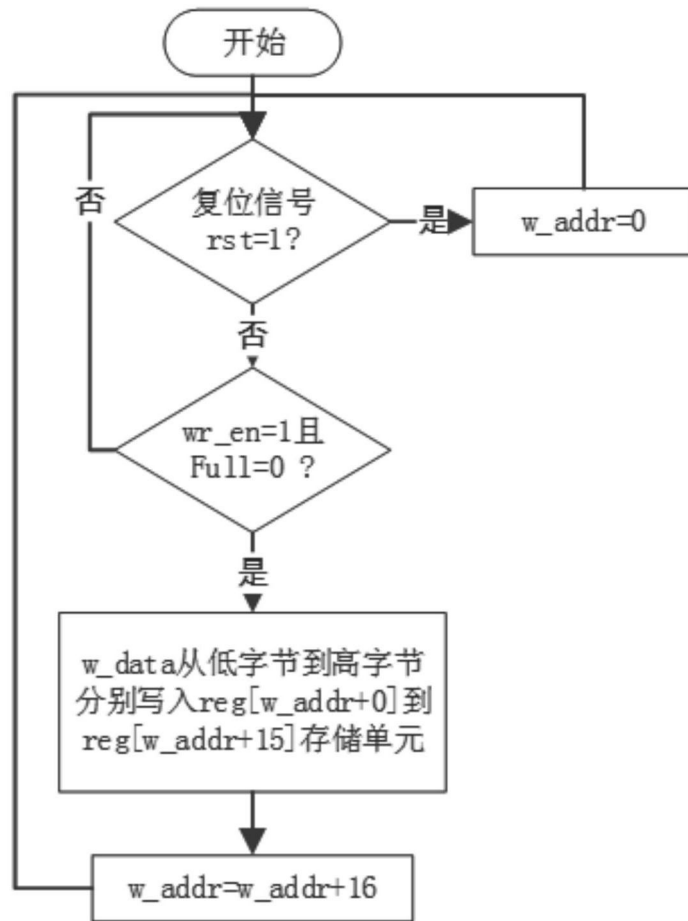 开始
复位信号
rst=1?
是
w_addr=0
否
否
wr_en=1且
Full=0 ?
是
w_data从低字节到高字节
分别写入reg[w_addr+0]到
reg[w_addr+15]存储单元
w_addr=w_addr+16